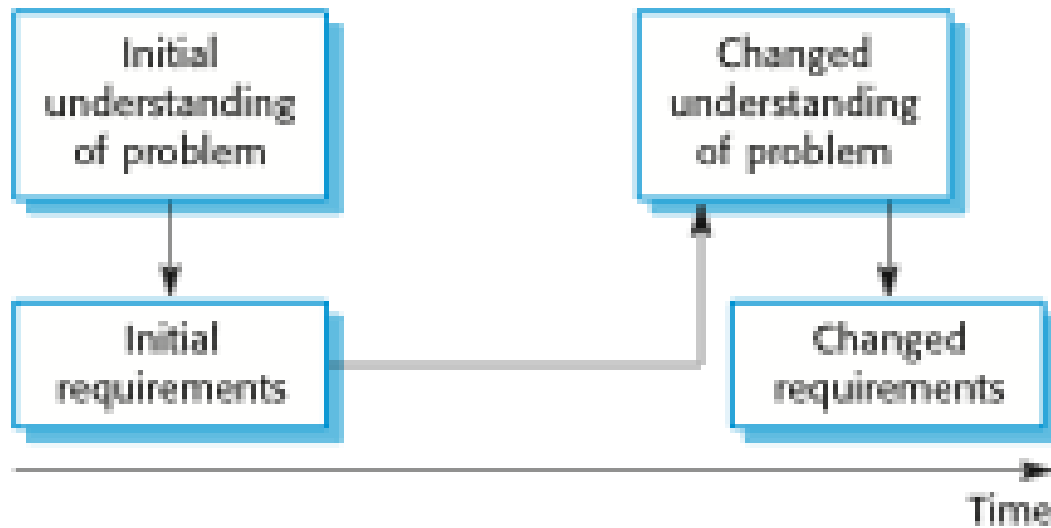 Initial
understanding
of problem
Changed
understanding
of problem
Initial
requirements
Changed
requirements
Time